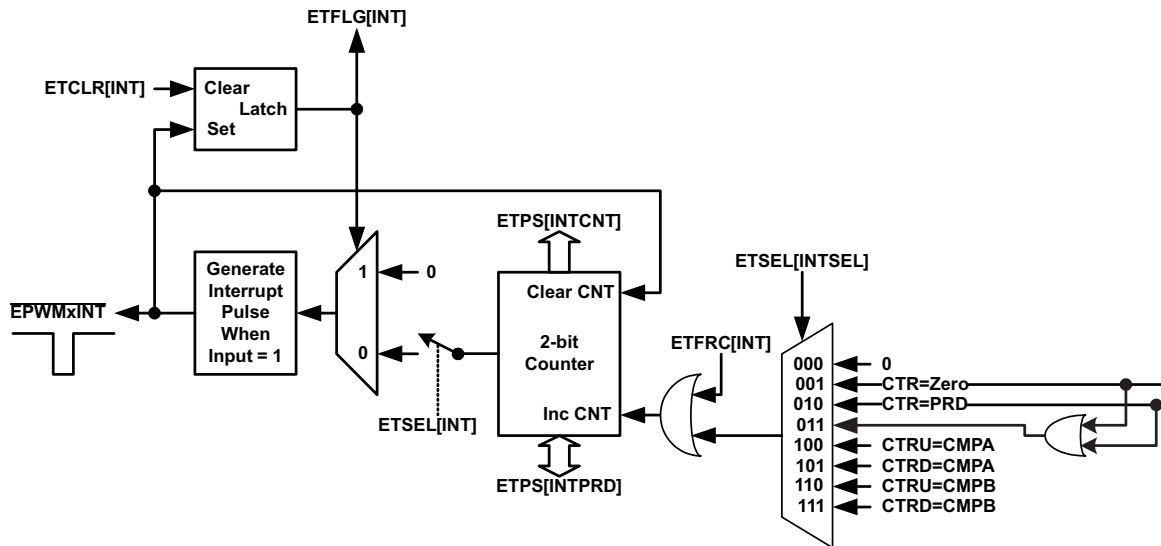 ETFLG[INT]
ETCLR[INT]
Clear
Latch
Set
ETPS[INTCNT]
ETSEL[INTSEL]
Generate
Interrupt
Pulse
When
Input = 1
EPWMxINT
1
0
0
Clear CNT
2-bit
Counter
Inc CNT
ETSEL[INT]
ETPS[INTPRD]
ETFRC[INT]
000
0
001
CTR=Zero
010
CTR=PRD
011
100
CTRU=CMPA
101
CTRD=CMPA
110
CTRU=CMPB
111
CTRD=CMPB